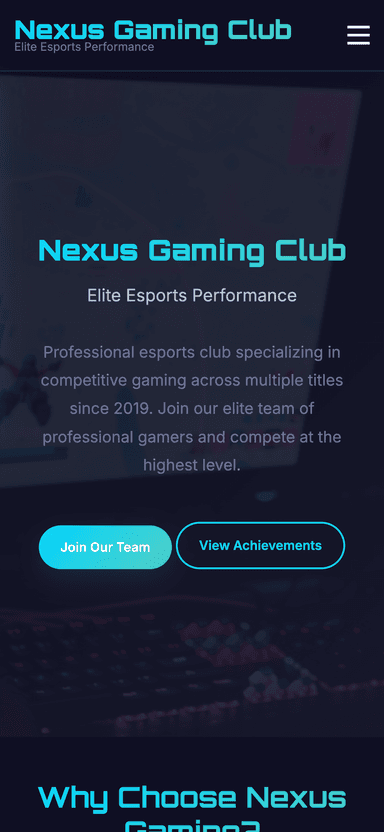 Nexus Gaming Club
Elite Esports Performance
Nexus Gaming Club
Elite Esports Performance
Professional esports club specializing in
competitive gaming across multiple titles
since 2019. Join our elite team of
professional gamers and compete at the
highest level.
Join Our Team
View Achievements
Why Choose Nexus
Gaming?